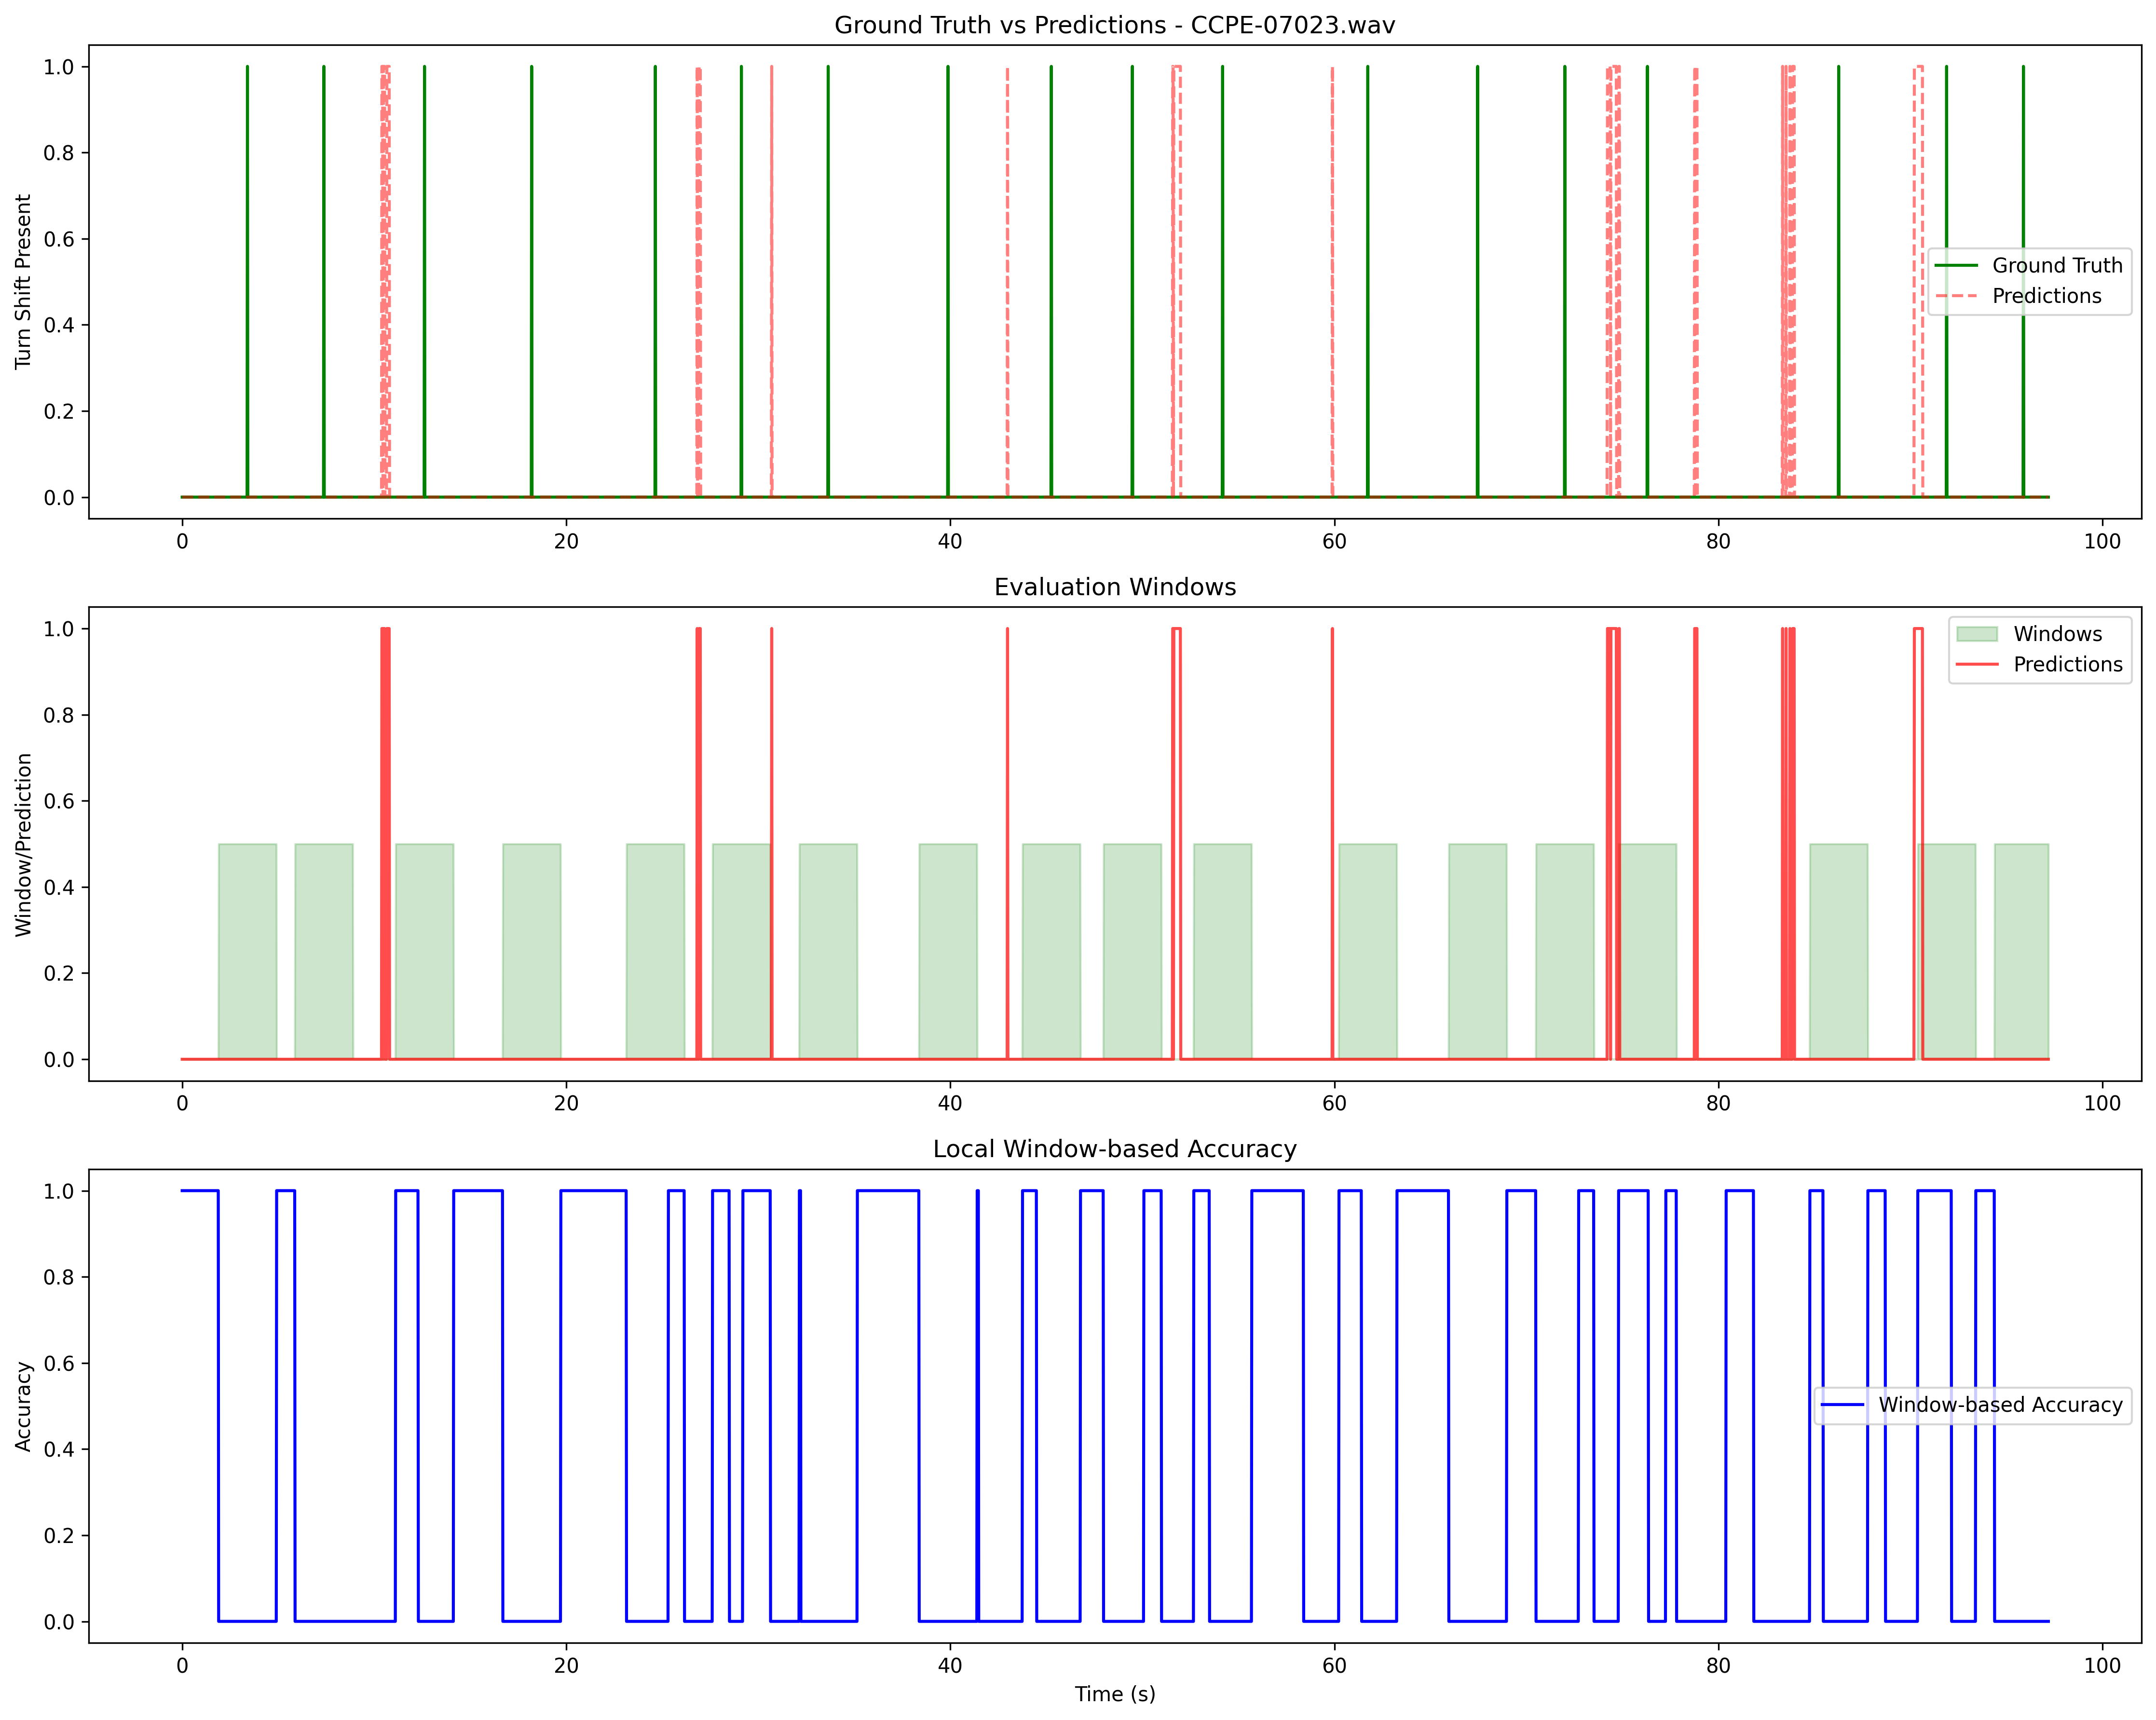 Ground Truth vs Predictions - CCPE-07023.wav
Turn Shift Present
1.0
0.8
0.6
0.4
0.2
0.0
Ground Truth
Predictions
0 20 40 60 80 100
Evaluation Windows
Window/Prediction
1.0
0.8
0.6
0.4
0.2
0.0
Windows
Predictions
0 20 40 60 80 100
Local Window-based Accuracy
Accuracy
1.0
0.8
0.6
0.4
0.2
0.0
Window-based Accuracy
0 20 40 60 80 100
Time (s)